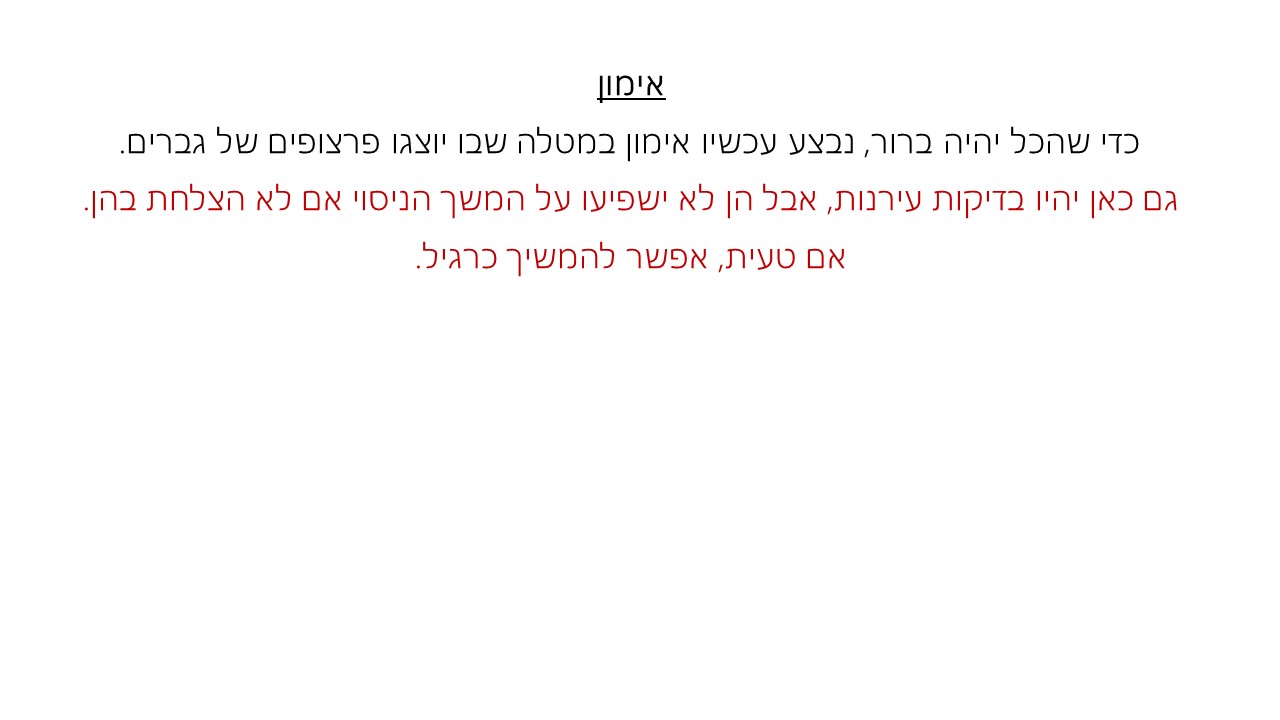 אימון
כדי שהכל יהיה ברור, נבצע עכשיו אימון במטלה שבו יוצגו פרצופים של גברים.
גם כאן יהיו בדיקות עירנות, אבל הן לא ישפיעו על המשך הניסוי אם לא הצלחת בהן.
אם טעית, אפשר להמשיך כרגיל.